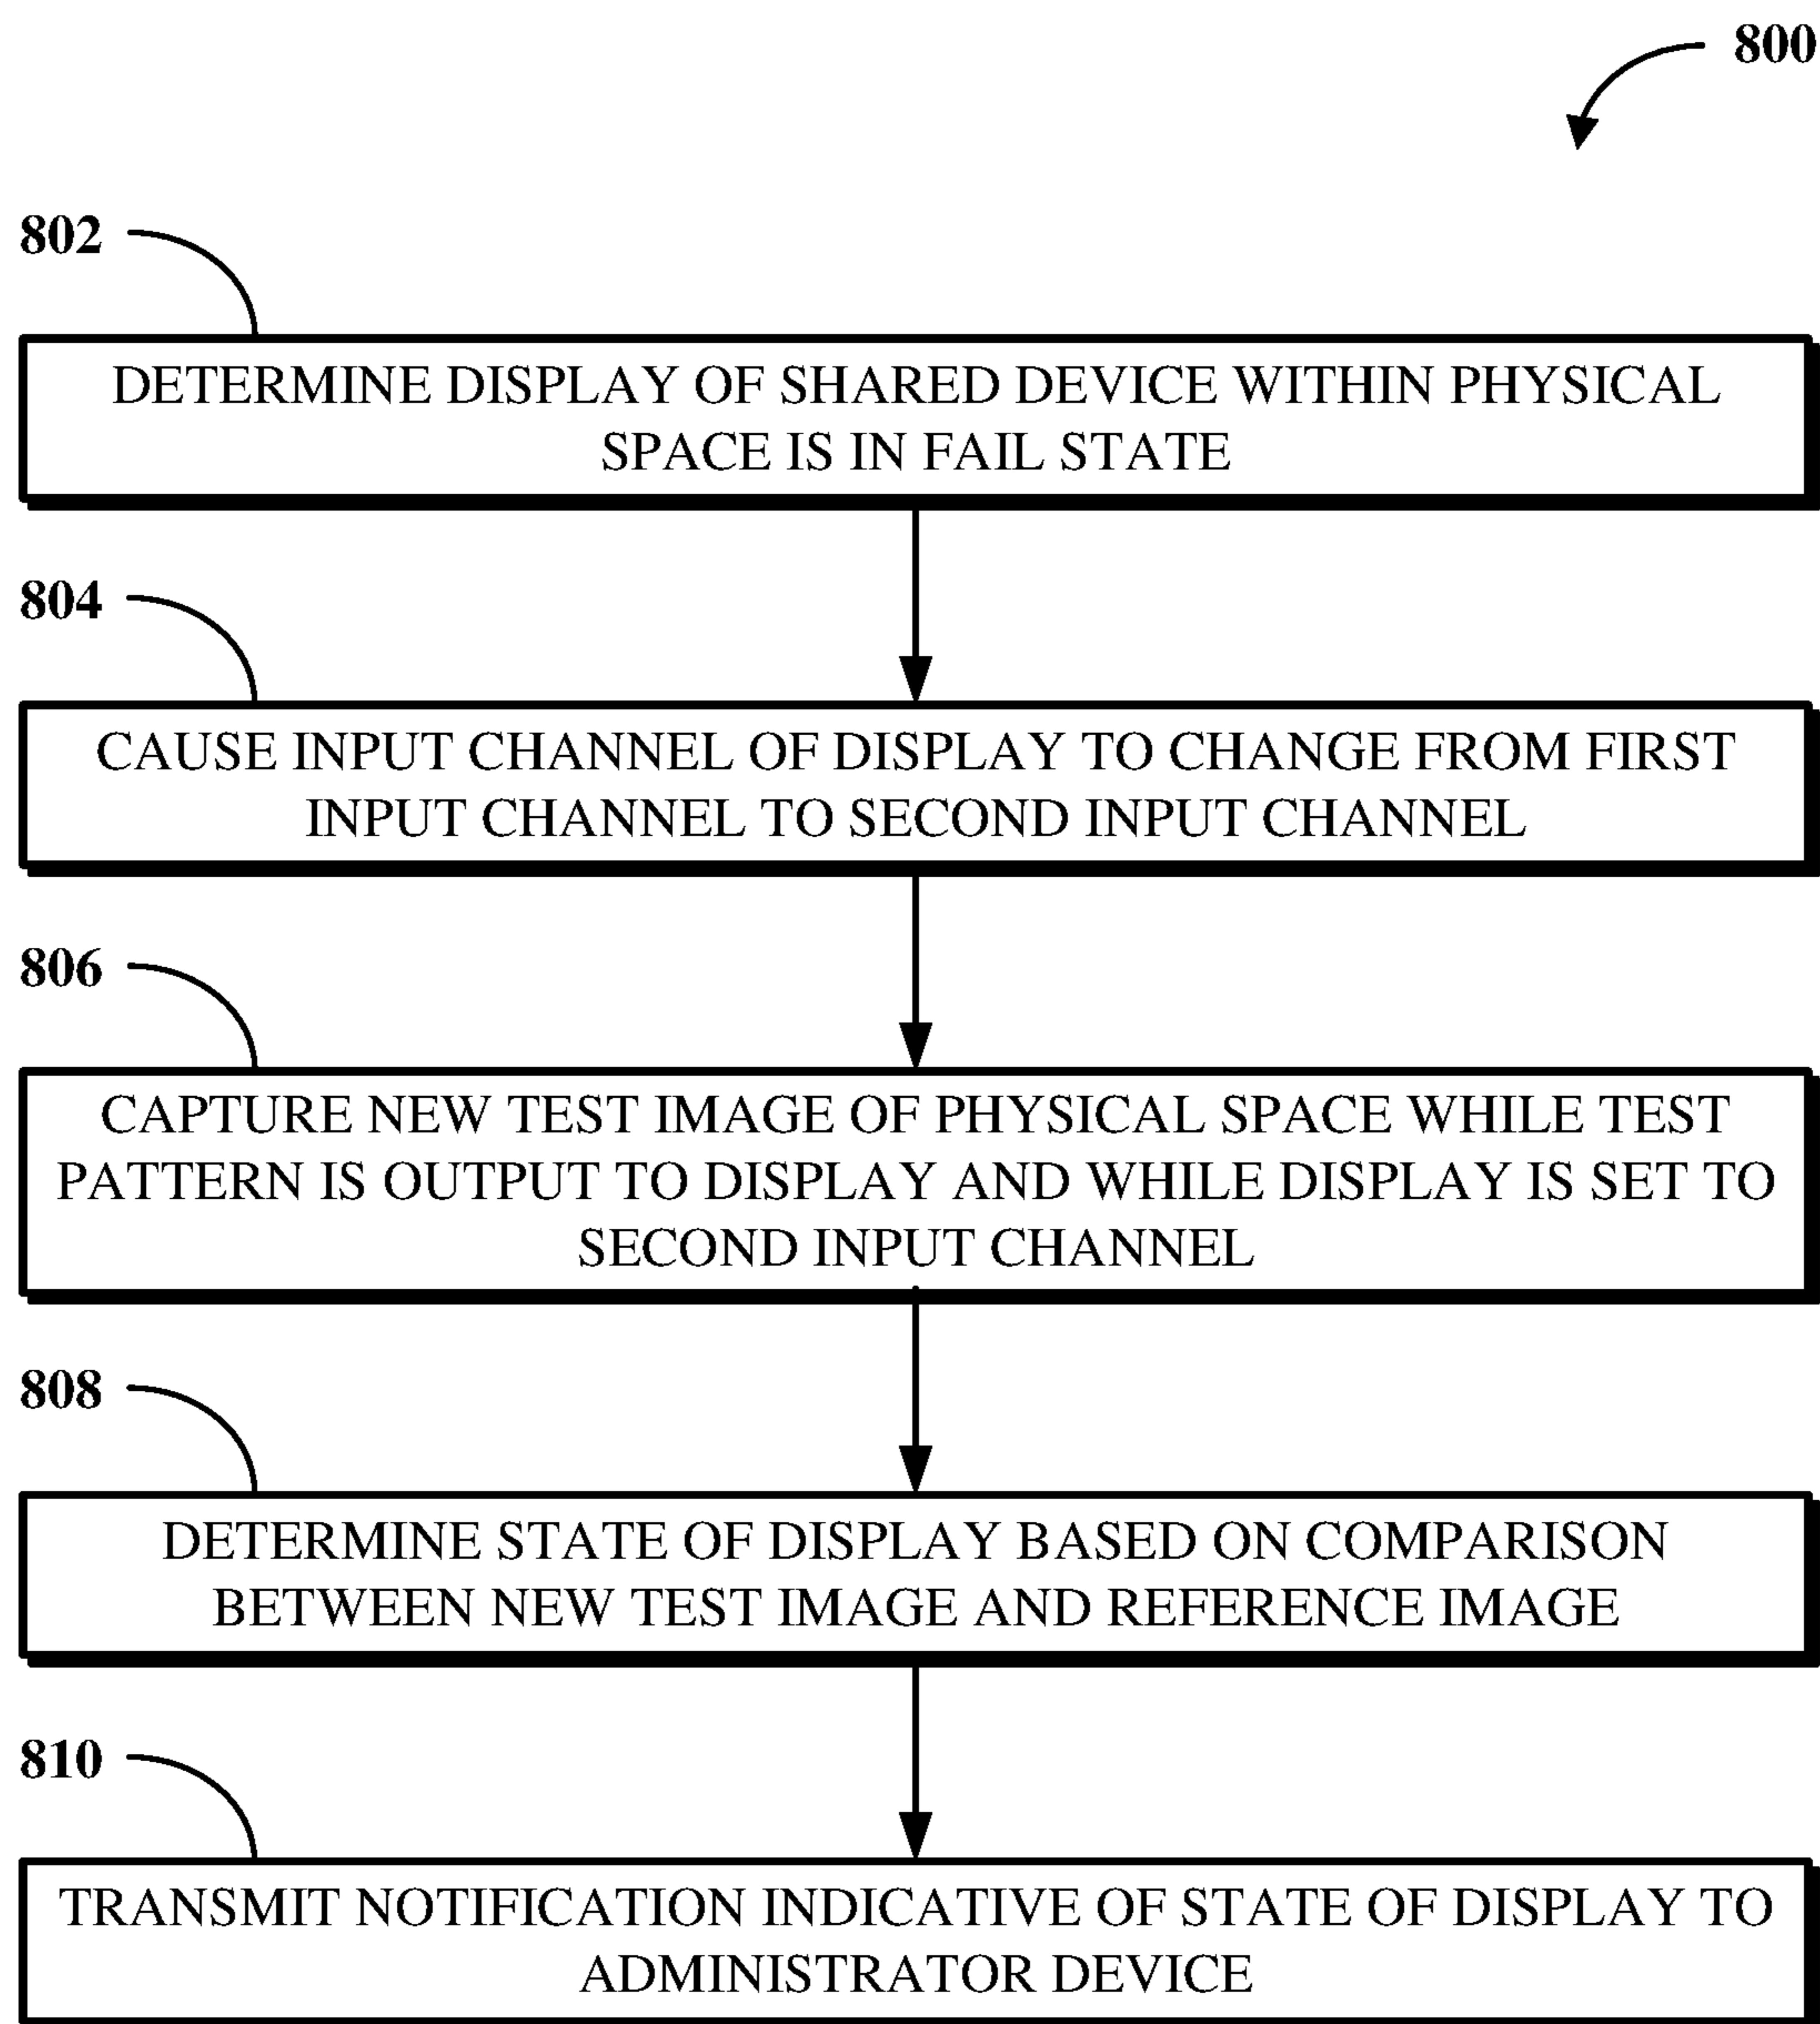 800
802
DETERMINE DISPLAY OF SHARED DEVICE WITHIN PHYSICAL
SPACE IS IN FAIL STATE
804
CAUSE INPUT CHANNEL OF DISPLAY TO CHANGE FROM FIRST
INPUT CHANNEL TO SECOND INPUT CHANNEL
806
CAPTURE NEW TEST IMAGE OF PHYSICAL SPACE WHILE TEST
PATTERN IS OUTPUT TO DISPLAY AND WHILE DISPLAY IS SET TO
SECOND INPUT CHANNEL
808
DETERMINE STATE OF DISPLAY BASED ON COMPARISON
BETWEEN NEW TEST IMAGE AND REFERENCE IMAGE
810
TRANSMIT NOTIFICATION INDICATIVE OF STATE OF DISPLAY TO
ADMINISTRATOR DEVICE